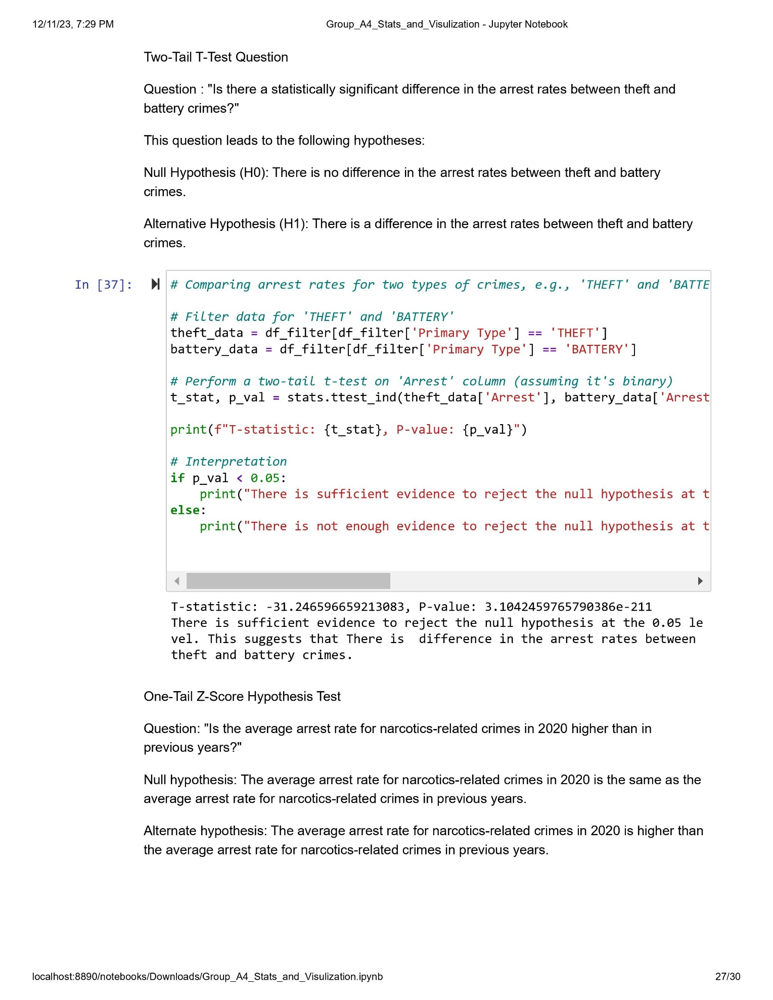 12/11/23, 7:29 PM
Group_A4_Stats_and_Visulization - Jupyter Notebook
Two-Tail T-Test Question
Question : "Is there a statistically significant difference in the arrest rates between theft and
battery crimes?"
This question leads to the following hypotheses:
Null Hypothesis (H0): There is no difference in the arrest rates between theft and battery
crimes.
Alternative Hypothesis (H1): There is a difference in the arrest rates between theft and battery
crimes.
In [37]:
# Comparing arrest rates for two types of crimes, e.g., 'THEFT' and 'BATTE
# Filter data for 'THEFT' and 'BATTERY'
theft_data = df_filter[df_filter['Primary Type'] == 'THEFT']
battery_data = df_filter[df_filter['Primary Type'] == 'BATTERY']
# Perform a two-tail t-test on 'Arrest' column (assuming it's binary)
t_stat, p_val = stats.ttest_ind(theft_data['Arrest'], battery_data['Arrest
print(f"T-statistic: {t_stat}, P-value: {p_val}")
# Interpretation
if p_val < 0.05:
    print("There is sufficient evidence to reject the null hypothesis at t
else:
    print("There is not enough evidence to reject the null hypothesis at t
T-statistic: -31.246596659213083, P-value: 3.1042459765790386e-211
There is sufficient evidence to reject the null hypothesis at the 0.05 le
vel. This suggests that There is  difference in the arrest rates between
theft and battery crimes.
One-Tail Z-Score Hypothesis Test
Question: "Is the average arrest rate for narcotics-related crimes in 2020 higher than in
previous years?"
Null hypothesis: The average arrest rate for narcotics-related crimes in 2020 is the same as the
average arrest rate for narcotics-related crimes in previous years.
Alternate hypothesis: The average arrest rate for narcotics-related crimes in 2020 is higher than
the average arrest rate for narcotics-related crimes in previous years.
localhost:8890/notebooks/Downloads/Group_A4_Stats_and_Visulization.ipynb
27/30